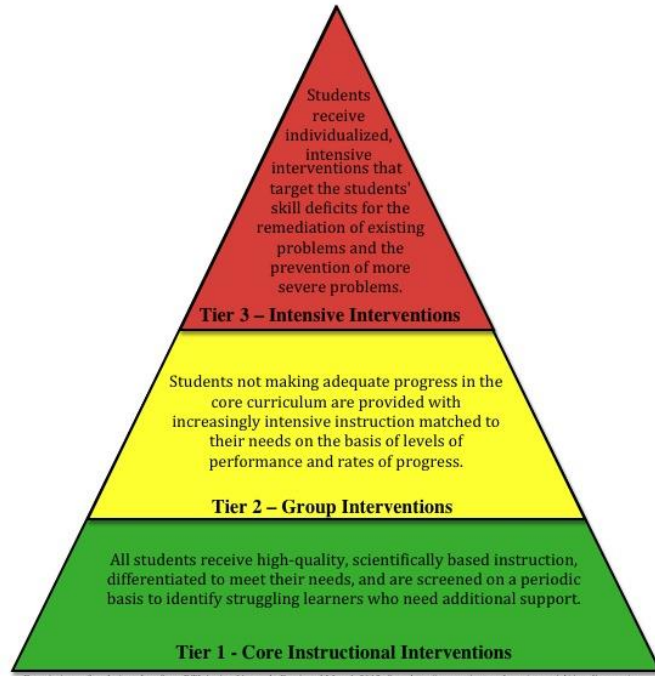 Students
receive
individualized,
intensive
interventions that
target the students'
skill deficits for the
remediation of existing
problems and the
prevention of more
severe problems.
Tier 3 – Intensive Interventions
Students not making adequate progress in the
core curriculum are provided with
increasingly intensive instruction matched to
their needs on the basis of levels of
performance and rates of progress.
Tier 2 – Group Interventions
All students receive high-quality, scientifically based instruction,
differentiated to meet their needs, and are screened on a periodic
basis to identify struggling learners who need additional support.
Tier 1 - Core Instructional Interventions